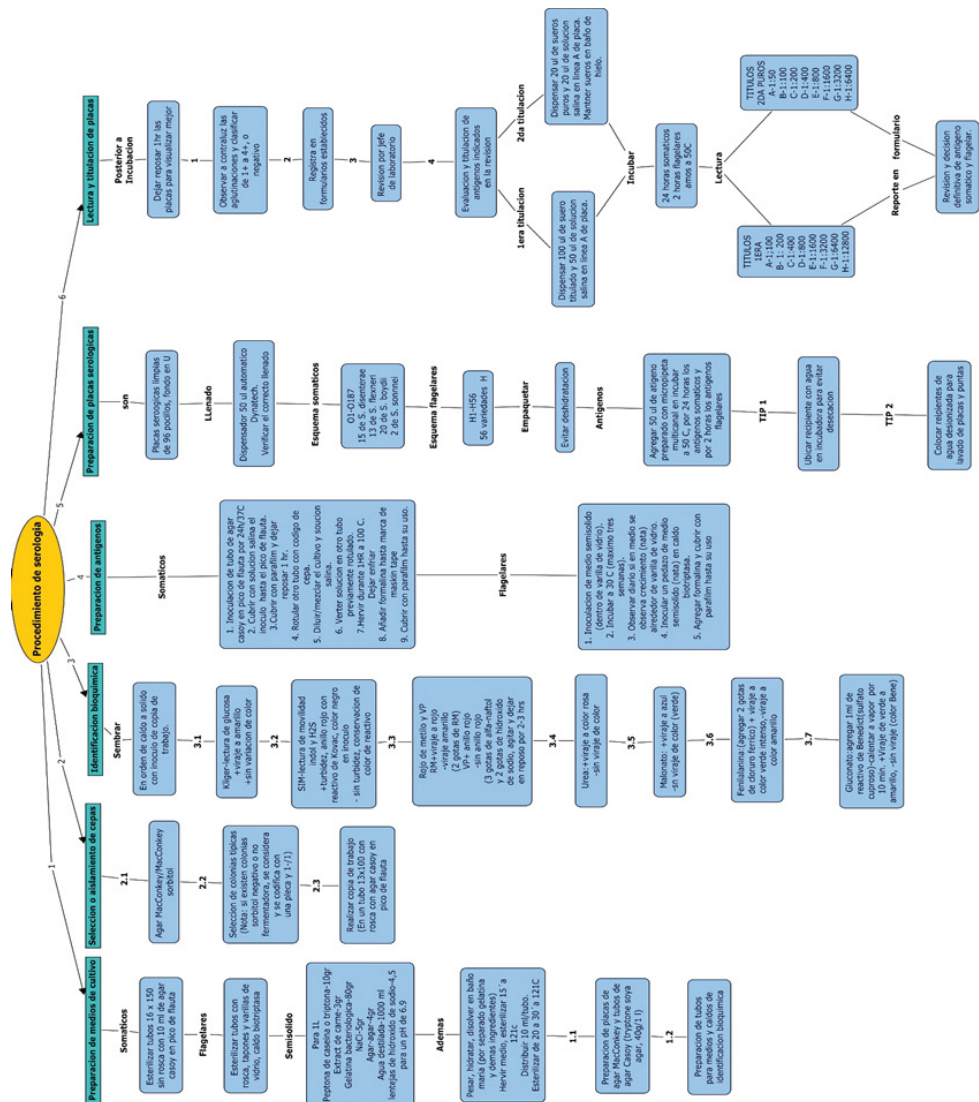 Procedimiento de serologia
1
2
3
4
5
6
Preparacion de medios de cultivo
Somaticos
Esterilizar tubos 16 x 150
sin rosca con 10 ml de agar
casoy en pico de flauta
Flagelares
Esterilizar tubos con
rosca, tapones y varillas de
vidrio, caldo biotriptasa
Semisolido
Para 1L
Peptona de caseína o triptona-10gr
Extract de carne-3gr
Gelatina bacteriologica-80gr
NaCl-5gr
Agar-agar-4gr
Agua destilada-1000 ml
lentejas de hidroxido de sodio-4,5
para un pH de 6.9
Ademas
Pesar, hidratar, disolver en baño
maria (por separado gelatina
y demas ingredientes)
Hervir medio, esterilizar 15´a
121c
Distribuir 10 ml/tubo.
Esterilizar de 20 a 30´a 121C
1.1
Preparacion de placas de
agar MacConkey y tubos de
agar Casoy (tryptone soya
agar, 40g/1 l)
1.2
Preparacion de tubos
para medios y caldos de
identificacion bioquimica
Seleccion o aislamiento de cepas
2.1
Agar MacConkey/MacConkey
sorbitol
2.2
Seleccion de colonias típicas
(Nota: si existen colonias
sorbitol negativo o no
fermentadora, se considera
y se codifica con
una pleca y 1-/1)
2.3
Realizar copia de trabajo
(En un tubo 13x100 con
rosca con agar casoy en
pico de flauta
Identificacion bioquimica
Sembrar
En orden de caldo a solido
con inoculo de copia de
trabajo.
3.1
Kliger-lectura de glucosa
+viraje a amarillo
+sin variacion de color
3.2
SIM-lectura de movilidad
inqol y H2S
+turbidez, anillo rojo con
reactivo de Kovac, color negro
en inoculo
- sin turbidez, conservacion de
color de reactivo
3.3
Rojo de metilo y VP
RM+viraje a rojo
-viraje amarillo
(2 gotas de RM)
VP+ anillo rojo
-sin anillo rojo
(3 gotas de alfa-naftol
y 2 gotas de hidroxido
de sodio, agitar y dejar
en reposo por 2-3 hrs
3.4
Urea:+viraje a color rosa
-sin viraje de color
3.5
Malonato: +viraje a azul
-sn viraje de color (verde)
3.6
Fenilalanina:(agregar 2 gotas
de cloruro ferrico) + viraje a
color verde intenso,-viraje a
color amarillo
3.7
Gluconato:agregar 1ml de
reactivo de Benedict(sulfato
cuproso)-calentar a vapor por
10 min. +Viraje de verde a
amarillo, -sin viraje (color Bene)
Preparacion de antigenos
Somaticos
1. Inoculacion de tubo de agar
casoy en pico de flauta por 24h/37C
2. Cubrir con solucion salina el
inoculo hasta el pico de flauta.
3.Cubrir con parafilm y dejar
reposar 1 hr.
4. Rotular otro tubo con codigo de
cepa.
5. Diluir/mezclar el cultivo y soucion
salina.
6. Verter solucion en otro tubo
previamente rotulado.
7.Hervir durante 1Hs a 100 C.
Dejar enfriar
8. Añadir formalina hasta marca de
maskin tape
9. Cubrir con parafilm hasta su uso.
Flagelares
1. Inoculacion de medio semisolido
(dentro de varilla de vidrio).
2. Incubar a 30 C (maximo tres
semanas).
3. Observar diario si en medio se
observa crecimiento (nata)
alrededor de varilla de vidrio.
4. Inocular un pedazo de medio
semisolido (nata) en caldo
biotriptasa.
5. Agregar formalina y cubrir con
parafilm hasta su uso
Preparacion de placas serologicas
son
Placas serologicas limpias
de 96 pocillos, fondo en U
LLenado
Dispensador 50 ul automatico
Dynatech.
Verificar el correcto llenado
Esquema somaticos
O1-O187
15 de S. disenterae
13 de S. flexneri
20 de S. boydii
2 de S. sonnnei
Esquema flagelares
H1-H56
56 variedades H
Empaquetar
Evitar deshidratacion
Antigenos
Agregar 50 ul de atigeno
preparado con micropipeta
multicanal en incubar
a 50 C, por 24 horas los
antigenos somaticos y
por 2 horas los antigenos
flagelares
TIP 1
Ubicar recipiente con agua
en incubadora para evitar
desecacion
TIP 2
Colocar reipientes de
agua desionizada para
lavado de placas y puntas
Lectura y titulacion de placas
Posterior a
Incubacion
Dejar reposar 1hr las
placas para visualizar mejor
1
Observar a contraluz las
aglutinaciones y clasificar
de 1+ a 4+, o
negativo
2
Registra en
formularios establecidos
3
Revision por Jefe
de laboratorio
4
Evaluacion y titulacion de
antigenos indicados
en la revision
1era titulacion
2da titulacion
Dispensar 100 ul de suero
titulado y 50 ul de solucion
salina en linea A de placa.
Dispensar 20 ul de sueros
puros y 20 ul de solucion
salina en linea A de placa.
Mantner sueros en baño de
hielo.
Incubar
24 horas somaticos
2 horas flagelares
amos a 50C
Lectura
TITULOS
1ERA
A-1;100
B- 1: 200
C-1:400
D-1:800
E-1:1600
F-1:3200
G-1:6400
H-1:12800
TITULOS
2DA PUROS
A-1:50
B-1:100
C-1:200
D-1:400
E-1:800
F-1:1600
G-1:3200
H-1:6400
Reporte en formulario
Revision y decision
definitiva de antigeno
somatico y flagelar.